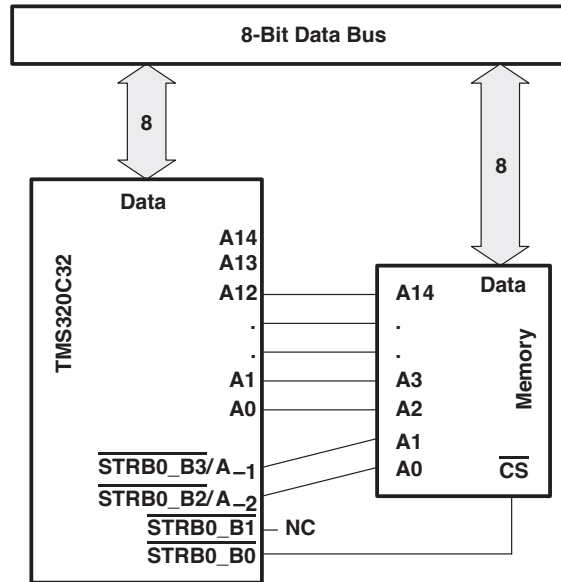 8-Bit Data Bus
8
8
Data
TMS320C32
A14
A13
A12
.
.
A1
A0
STRB0_B3/A–1
STRB0_B2/A–2
STRB0_B1
NC
STRB0_B0
Data
Memory
A14
.
.
A3
A2
A1
A0
CS